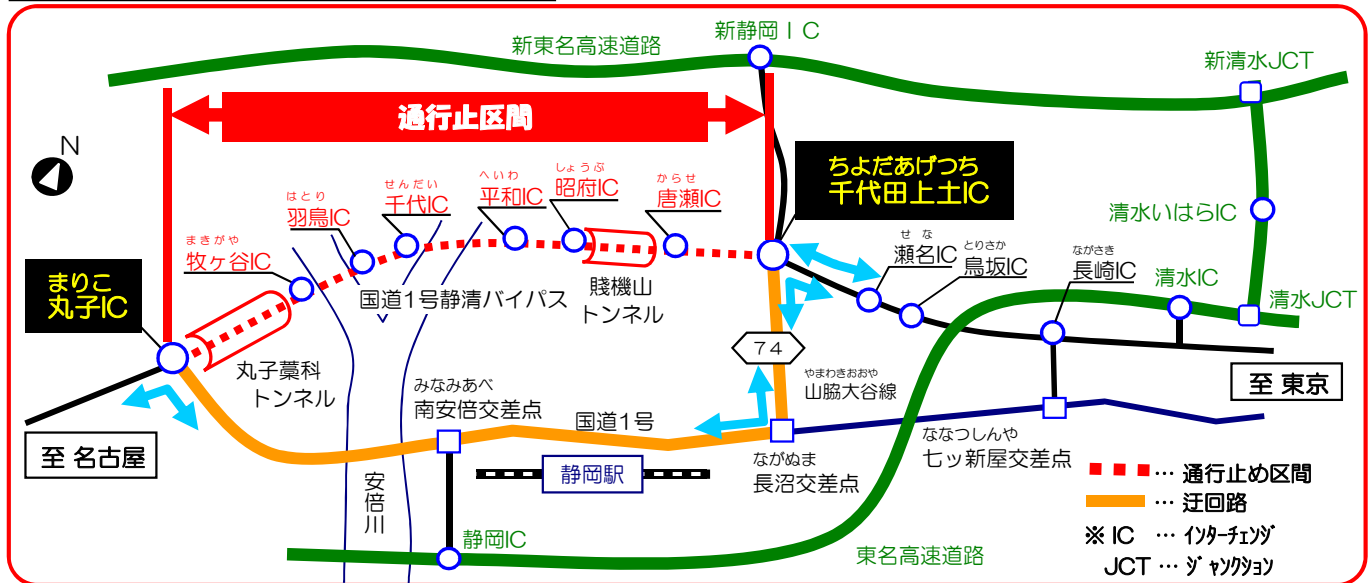 新静岡ＩＣ
新東名高速道路
新清水JCT
通行止区間
N
ちよだあげつち
千代田上土IC
しょうぶ
昭府IC
へいわ
平和IC
からせ
唐瀬IC
せんだい
千代IC
はとり
羽鳥IC
まきがや
牧ヶ谷IC
清水いはらIC
せな
瀬名IC
とりさか
鳥坂IC
ながさき
長崎IC
清水IC
清水JCT
まりこ
丸子IC
国道1号静清バイパス
賤機山
トンネル
丸子藁科
トンネル
74
やまわきおおや
山脇大谷線
至 東京
みなみあべ
南安倍交差点
国道1号
至 名古屋
静岡駅
安倍川
ながぬま
長沼交差点
ななつしんや
七ッ新屋交差点
静岡IC
東名高速道路
… 通行止め区間
… 迂回路
※ IC … インターチェンジ
JCT … ジャンクション